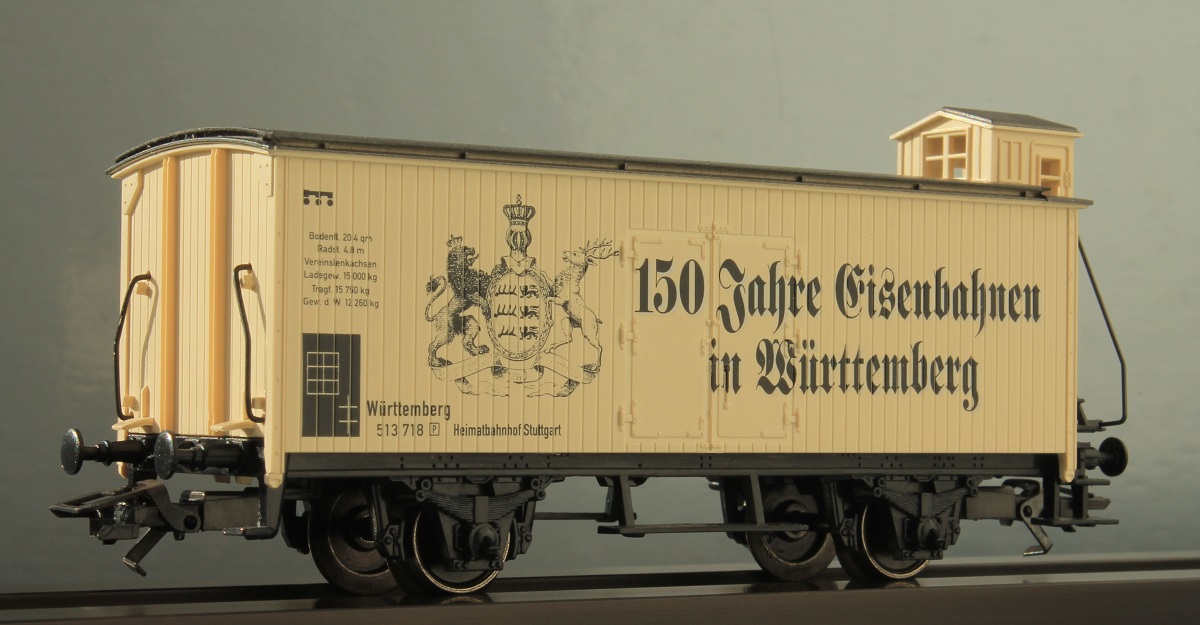 Bodenfl. 20.4 qm
Radst. 4.8 m
Vereinslenkachsen
Ladegew. 15 000 kg
Tragf. 15 750 kg
Gew. d. W. 12 260 kg
150 Jahre Eisenbahnen
in Württemberg
Württemberg
513 718 P Heimatbahnhof Stuttgart